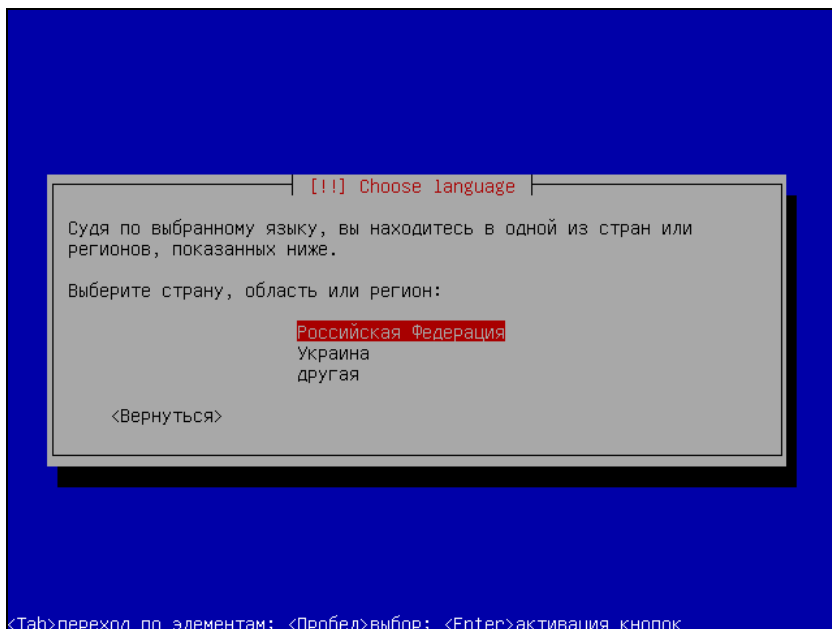 [!!] Choose language
Судя по выбранному языку, вы находитесь в одной из стран или
регионов, показанных ниже.
Выберите страну, область или регион:
Российская Федерация
Украина
другая
<Вернуться>
<Tab>переход по элементам; <Пробел>выбор; <Enter>активация кнопок